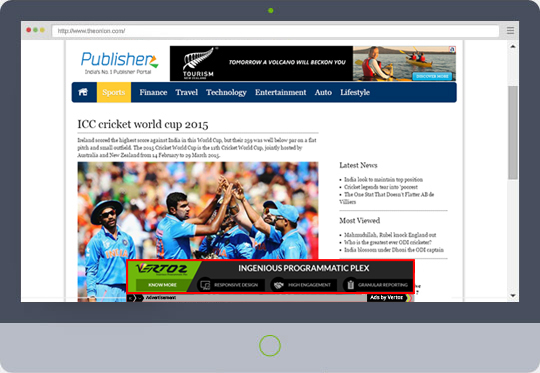 http://www.theonion.com/
Publisher
India's No. 1 Publisher Portal
TOURISM
NEW ZEALAND
TOMORROW A VOLCANO WILL BECKON YOU
DISCOVER MORE
Sports Finance Travel Technology Entertainment Auto Lifestyle
ICC cricket world cup 2015
Ireland scored the highest score against India in this World Cup, but their 259 was well below par on a flat
pitch and small outfield. The 2015 Cricket World Cup is the 11th Cricket World Cup, jointly hosted by
Australia and New Zealand from 14 February to 29 March 2015.
Latest News
India look to maintain top position
Cricket legends tear into 'poorest
The One Stat That Doesn't Flatter AB de
Villiers
Most Viewed
Mahmudullah, Rubel knock England out
Who is the greatest ever ODI cricketer?
India blossom under Dhoni the ODI captain
VERTOZ
INGENIOUS PROGRAMMATIC PLEX
KNOW MORE
RESPONSIVE DESIGN
HIGH ENGAGEMENT
GRANULAR REPORTING
Advertisement
Ads by Vertoz